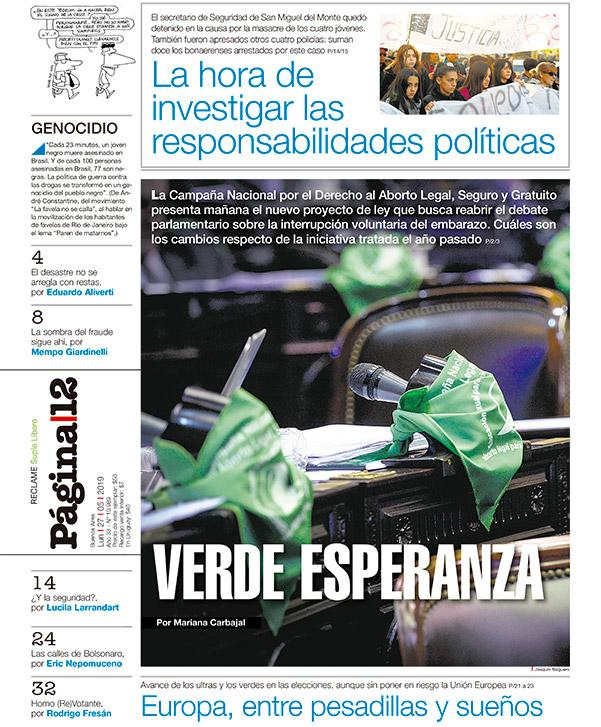 GENOCIDIO
"Cada 23 minutos, un joven
negro muere asesinado en
Brasil. Y de cada 100 personas
asesinadas en Brasil, 77 son ne-
gras. La política de guerra contra
las drogas se transformó en un ge-
nocidio del pueblo negro". (De An-
dré Constantine, del movimiento
"La favela no se calla", al hablar en
la movilización de los habitantes
de favelas de Río de Janeiro bajo
el lema "Paren de matarnos".)
4
El desastre no se
arregla con restas,
por Eduardo Aliverti
8
La sombra del fraude
sigue ahí, por
Mempo Giardinelli
RECLAME Suple Líbero
Página|12
Buenos Aires
Lun | 27 | 05 | 2019
Año 33 - Nº 10.989
Precio de este ejemplar: $50
Recargo venta interior: $7
En Uruguay: $40
14
¿Y la seguridad?,
por Lucila Larrandart
24
Las calles de Bolsonaro,
por Eric Nepomuceno
32
Homo (Re)Votante,
por Rodrigo Fresán
El secretario de Seguridad de San Miguel del Monte quedó
detenido en la causa por la masacre de los cuatro jóvenes.
También fueron apresados otros cuatro policías: suman
doce los bonaerenses arrestados por este caso P/14/15
La hora de
investigar las
responsabilidades políticas
JUSTICIA
La Campaña Nacional por el Derecho al Aborto Legal, Seguro y Gratuito
presenta mañana el nuevo proyecto de ley que busca reabrir el debate
parlamentario sobre la interrupción voluntaria del embarazo. Cuáles son
los cambios respecto de la iniciativa tratada el año pasado P/2/3
VERDE ESPERANZA
Por Mariana Carbajal
Joaquín Salguero
Avance de los ultras y los verdes en las elecciones, aunque sin poner en riesgo la Unión Europea P/21 a 23
Europa, entre pesadillas y sueños